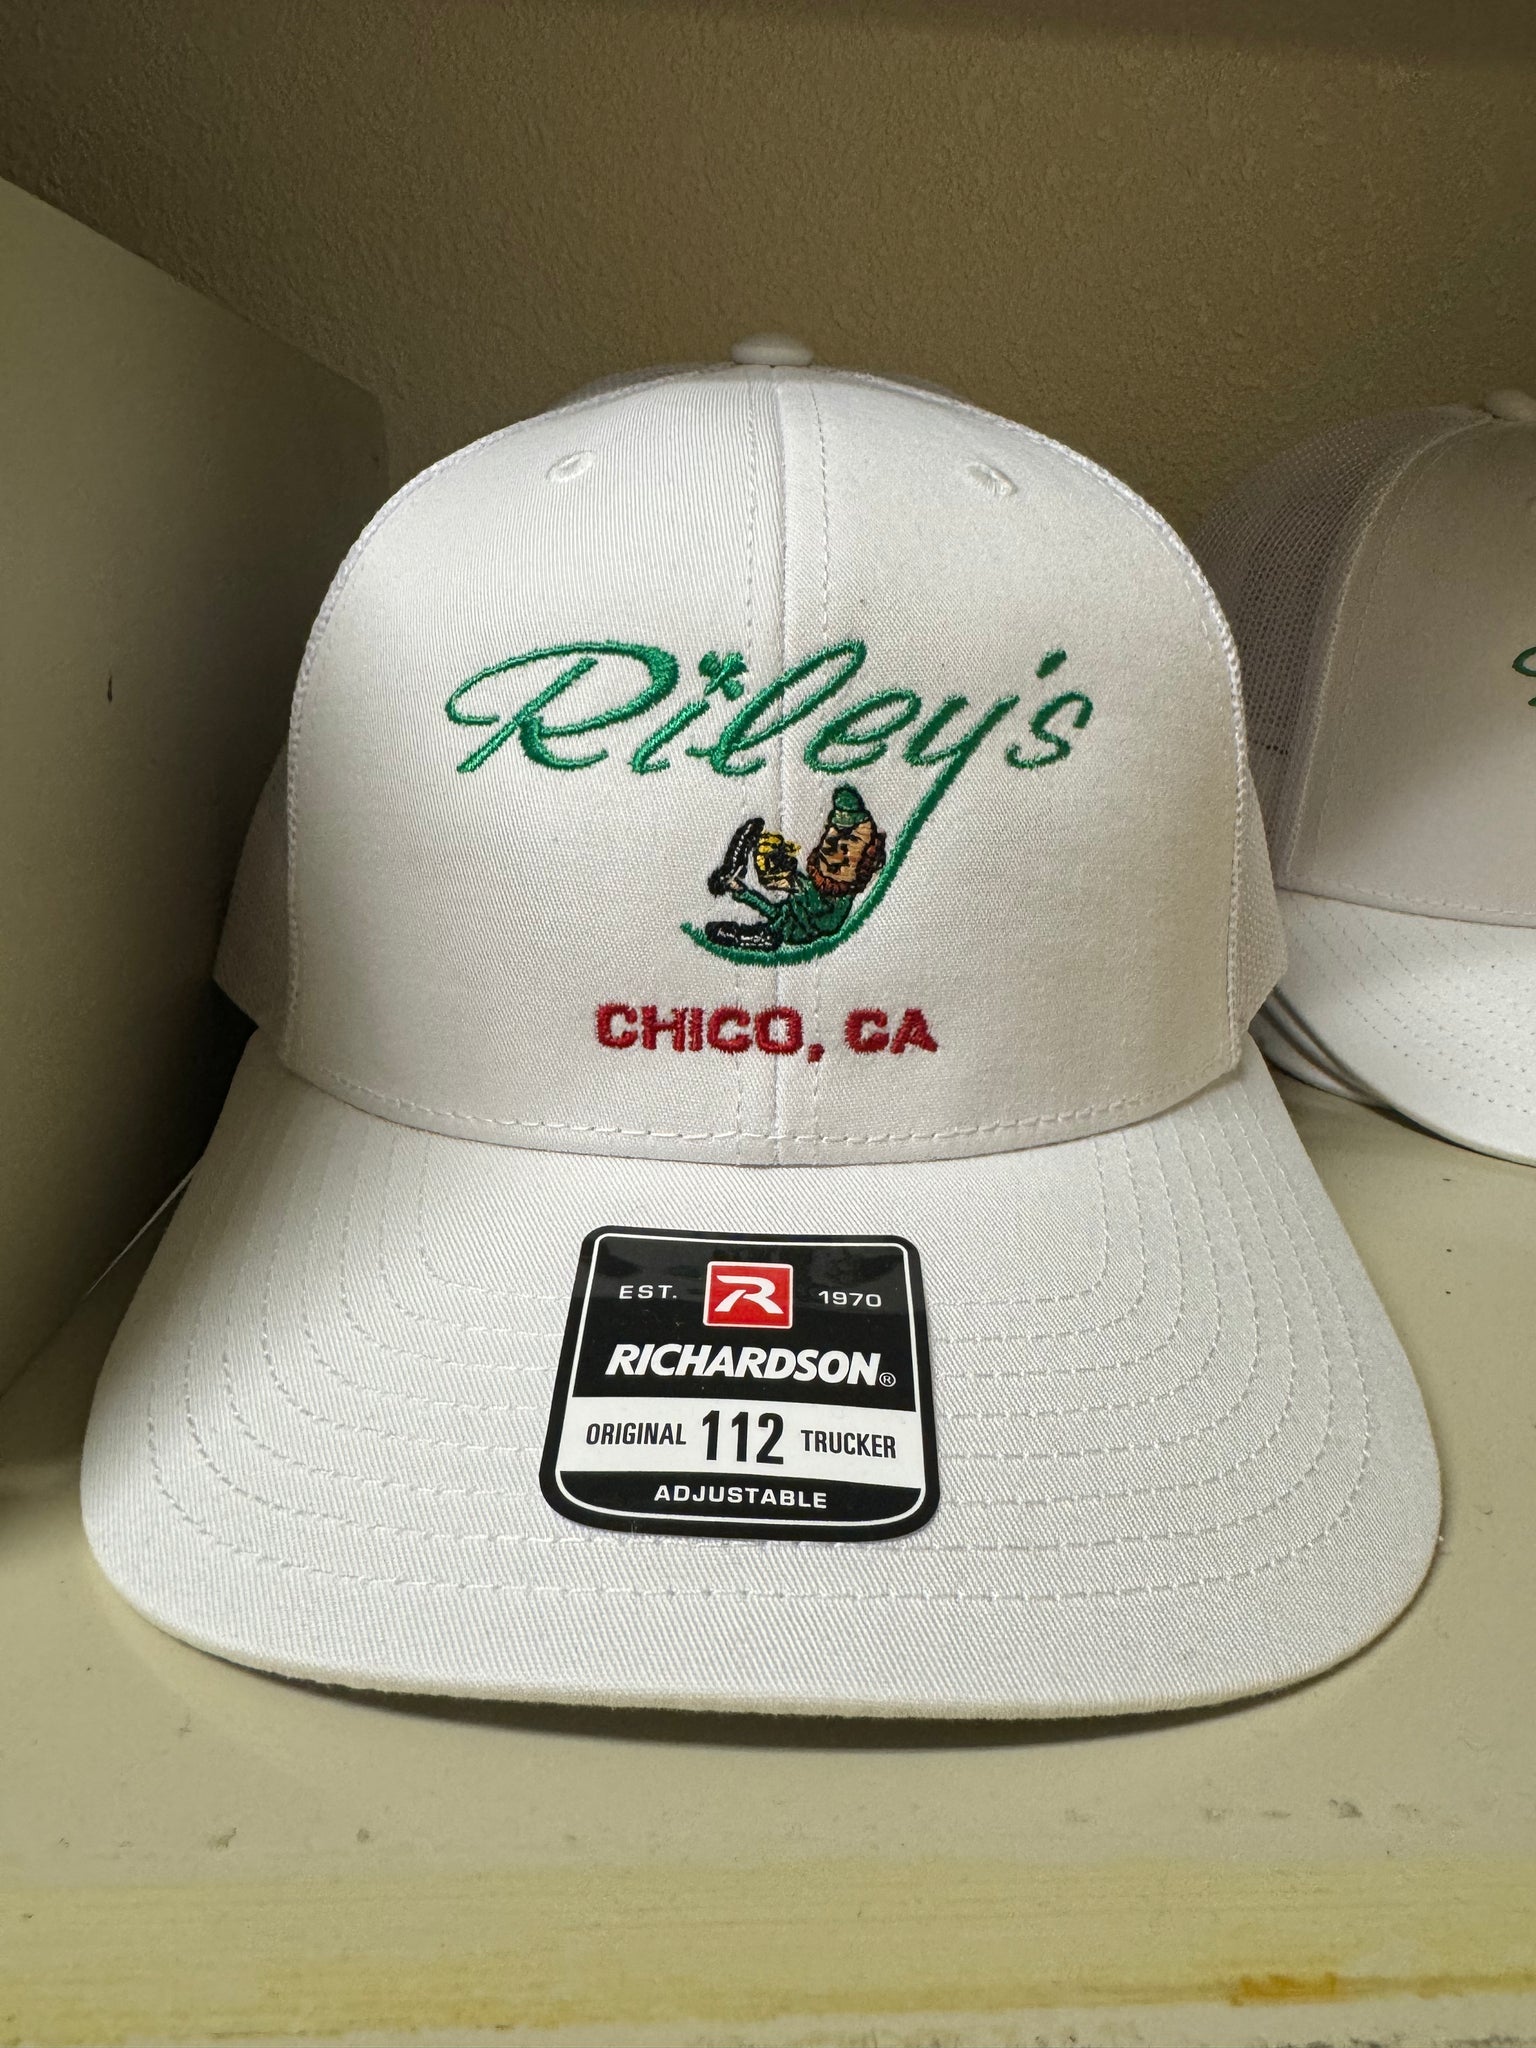 Riley's
CHICO, CA
EST. R 1970
RICHARDSON®
ORIGINAL 112 TRUCKER
ADJUSTABLE